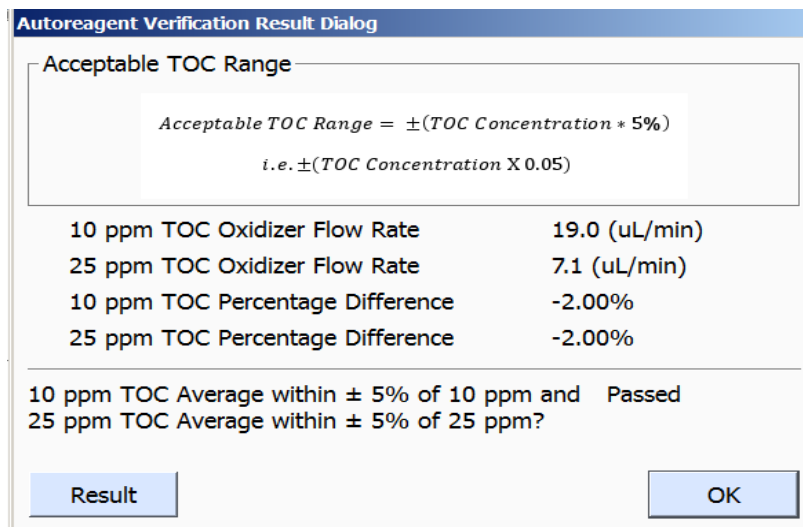 Autoreagent Verification Result Dialog
Acceptable TOC Range
Acceptable TOC Range = ±(TOC Concentration * 5%)
i.e. ±(TOC Concentration X 0.05)
10 ppm TOC Oxidizer Flow Rate 19.0 (uL/min)
25 ppm TOC Oxidizer Flow Rate 7.1 (uL/min)
10 ppm TOC Percentage Difference -2.00%
25 ppm TOC Percentage Difference -2.00%
10 ppm TOC Average within ± 5% of 10 ppm and Passed
25 ppm TOC Average within ± 5% of 25 ppm?
Result OK